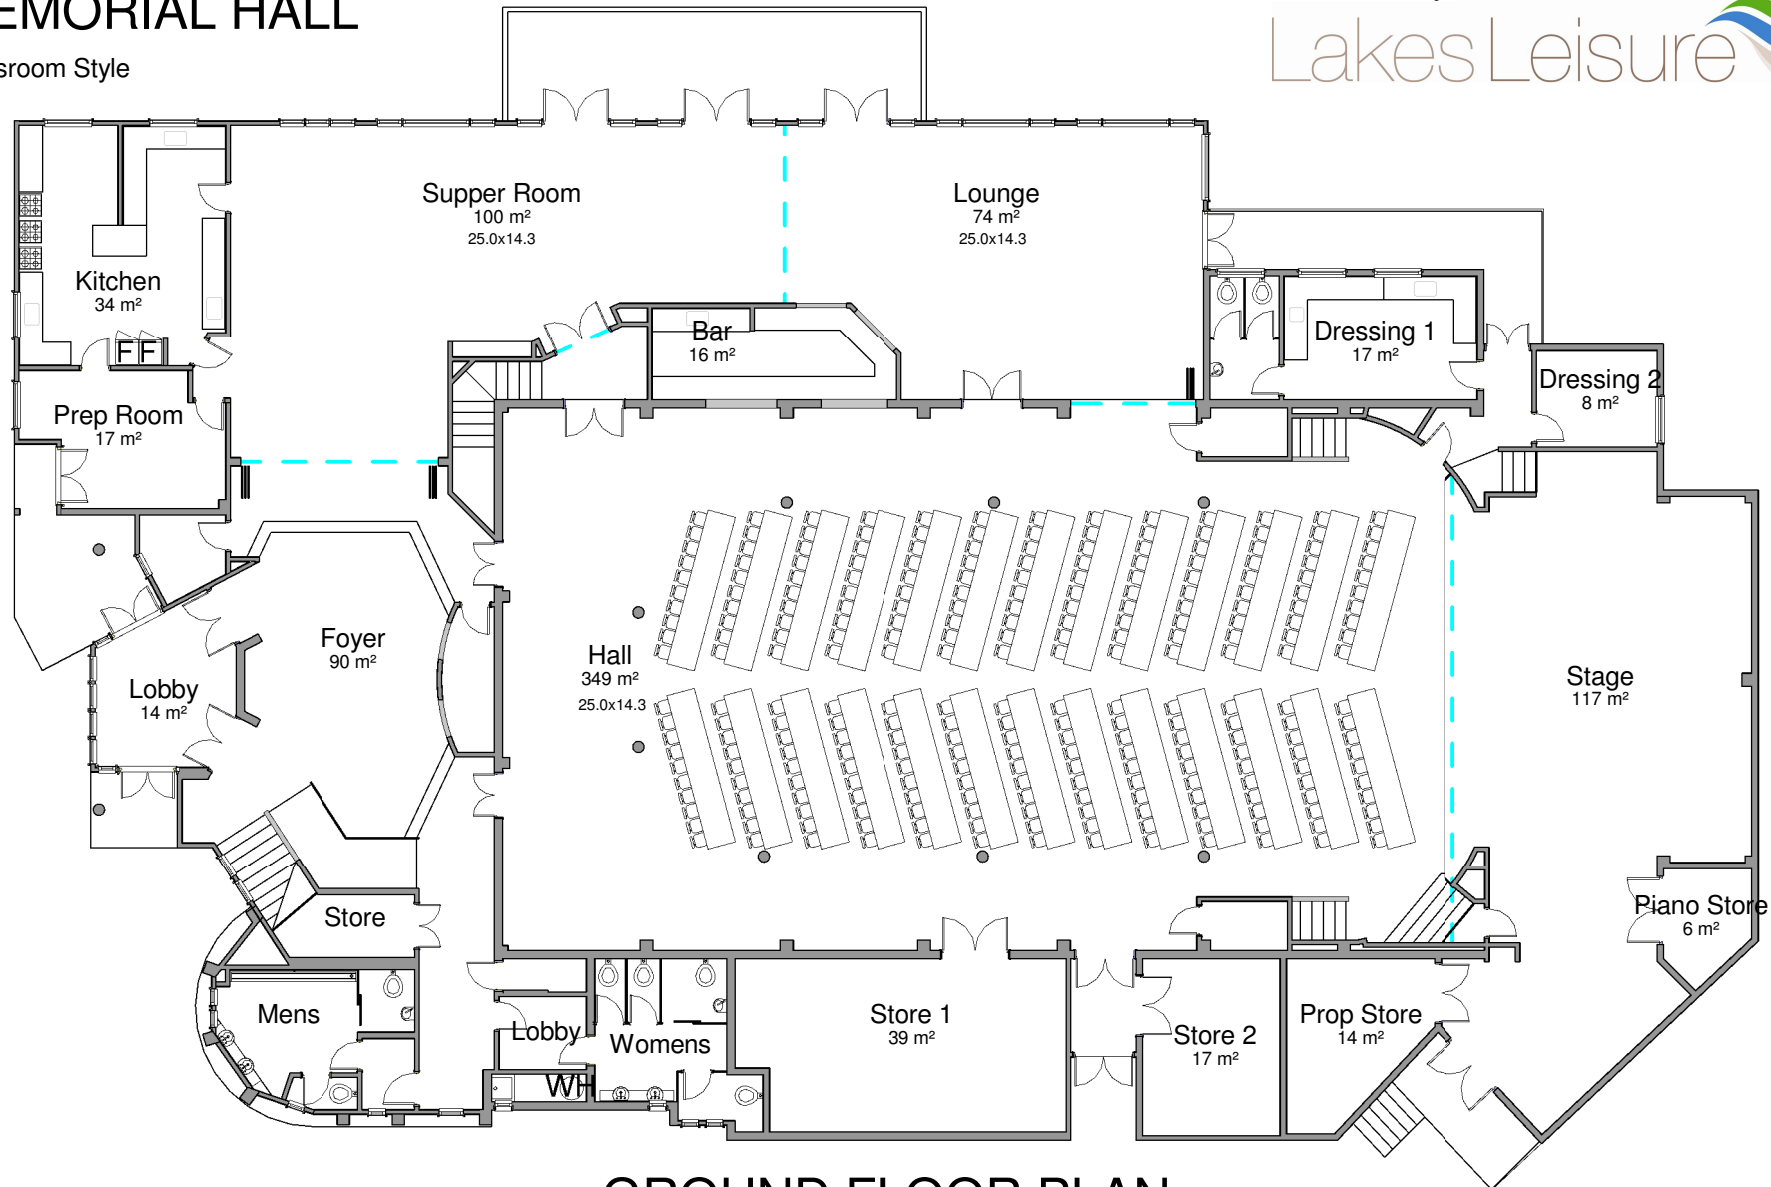 EMORIAL HALL
sroom Style
Lakes Leisure
Supper Room
100 m²
25.0x14.3
Lounge
74 m²
25.0x14.3
Kitchen
34 m²
F F
Bar
16 m²
Dressing 1
17 m²
Dressing 2
8 m²
Prep Room
17 m²
Foyer
90 m²
Lobby
14 m²
Hall
349 m²
25.0x14.3
Stage
117 m²
Store
Piano Store
6 m²
Mens
Lobby
Womens
WH
Store 1
39 m²
Store 2
17 m²
Prop Store
14 m²
GROUND FLOOR PLAN